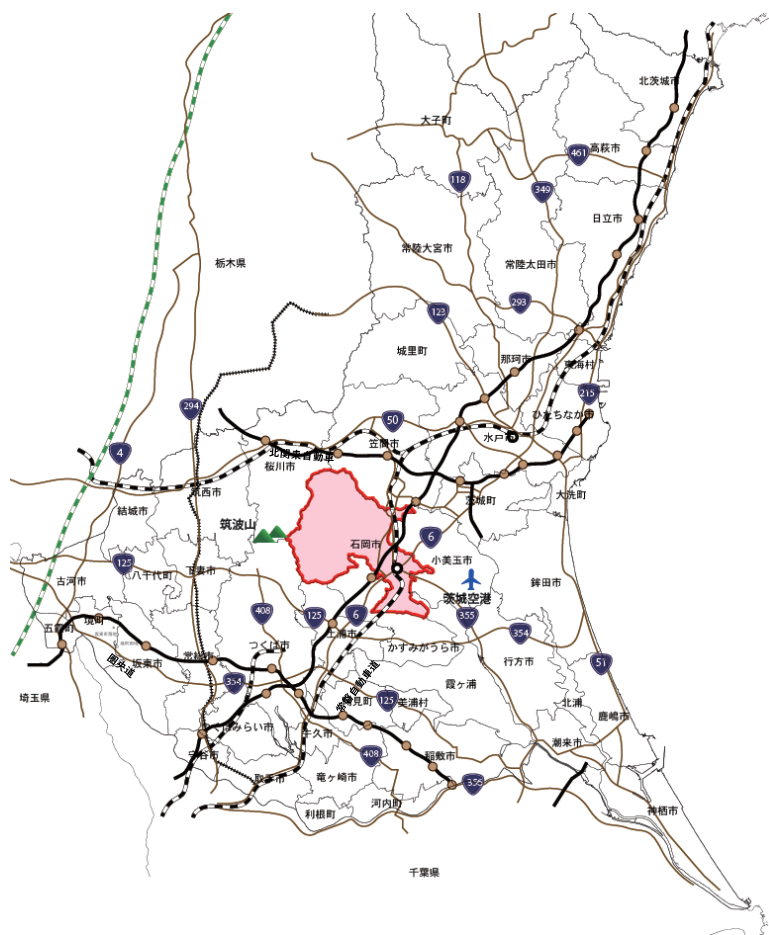 北茨城市
大子町
461
高萩市
118
349
日立市
常陸大宮市
栃木県
常陸太田市
293
123
城里町
那珂市
東海村
215
294
ひたちなか市
50
水戸市
笠間市
4
北関東自動車
桜川市
筑西市
茨城町
大洗町
結城市
筑波山
6
石岡市
小美玉市
125
下妻市
八千代町
古河市
茨城空港
鉾田市
408
125
6
355
境町
五霞町
土浦市
354
つくば市
かすみがうら市
常総市
行方市
圏央道
坂東市
51
354
霞ヶ浦
埼玉県
常磐自動車道
125
美浦村
北浦
鹿嶋市
牛久市
潮来市
守谷市
408
稲敷市
取手市
竜ヶ崎市
356
河内町
利根町
神栖市
千葉県